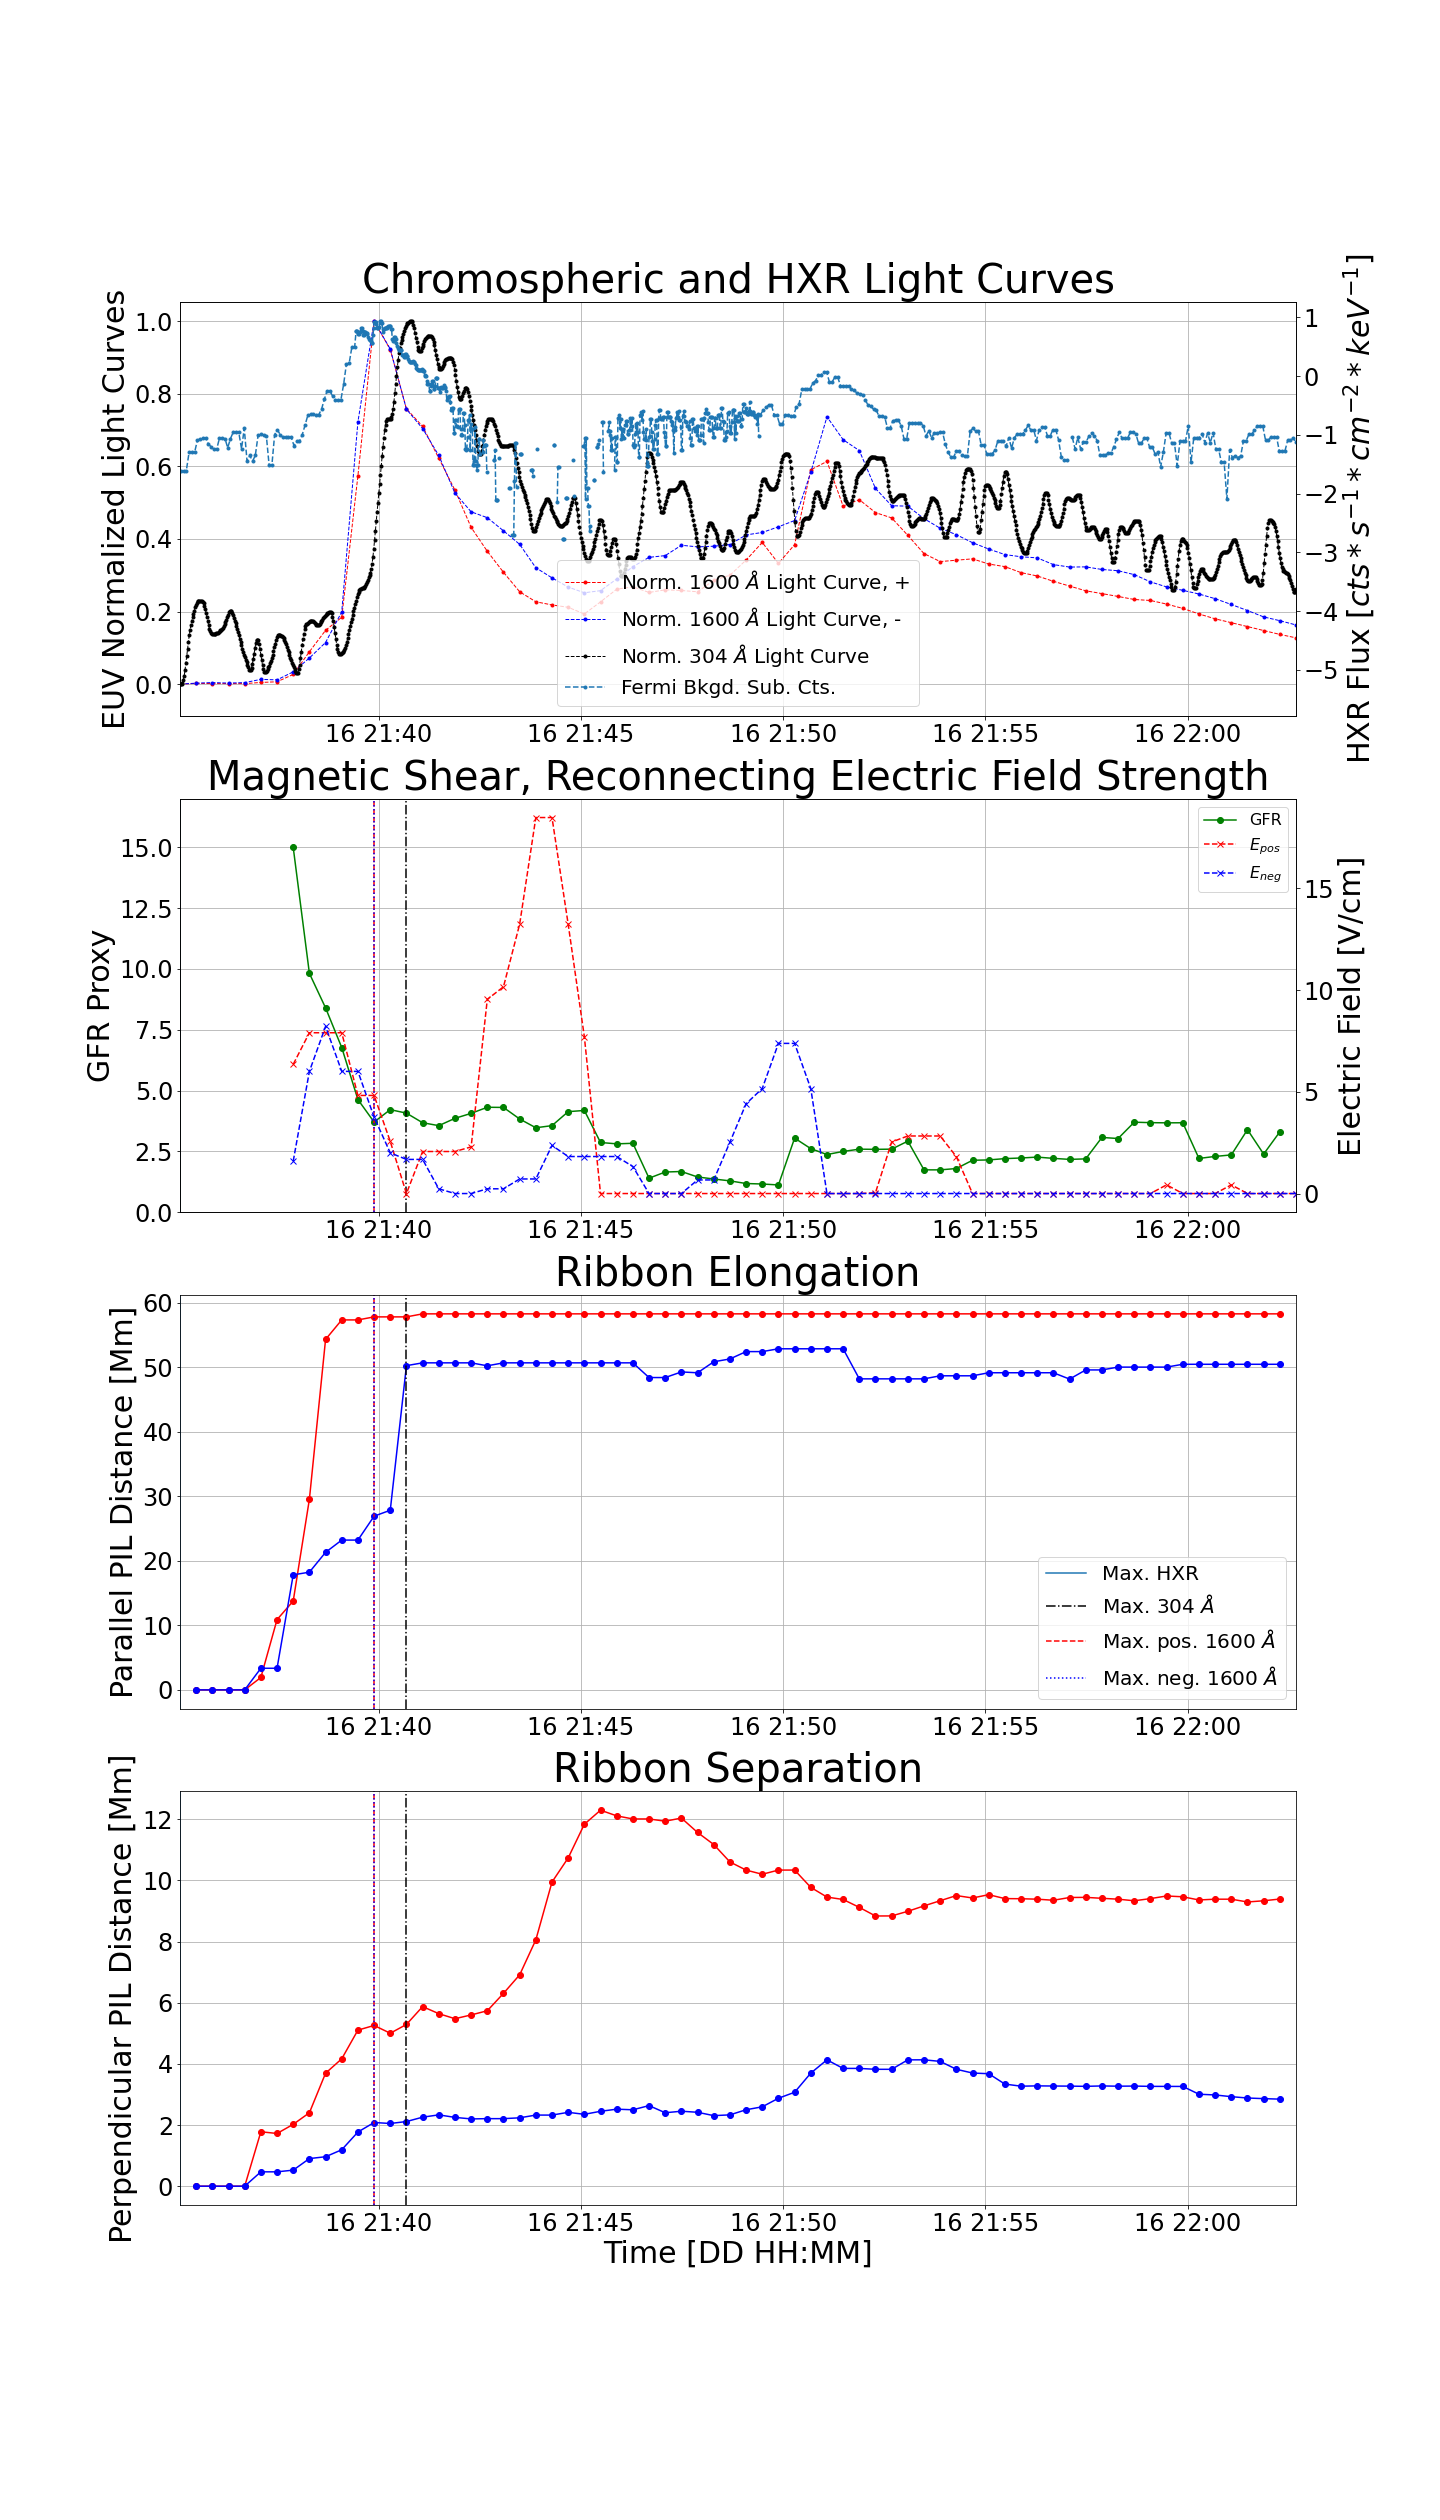 Chromospheric and HXR Light Curves
EUV Normalized Light Curves
1.0
0.8
0.6
0.4
0.2
0.0
1
0
−1
−2
−3
−4
−5
HXR Flux [cts * s⁻¹ * cm⁻² * keV⁻¹]
Norm. 1600 Å Light Curve, +
Norm. 1600 Å Light Curve, -
Norm. 304 Å Light Curve
Fermi Bkgd. Sub. Cts.
16 21:40 16 21:45 16 21:50 16 21:55 16 22:00
Magnetic Shear, Reconnecting Electric Field Strength
GFR Proxy
15.0
12.5
10.0
7.5
5.0
2.5
0.0
GFR
E_pos
E_neg
15
10
5
0
Electric Field [V/cm]
16 21:40 16 21:45 16 21:50 16 21:55 16 22:00
Ribbon Elongation
Parallel PIL Distance [Mm]
60
50
40
30
20
10
0
Max. HXR
Max. 304 Å
Max. pos. 1600 Å
Max. neg. 1600 Å
16 21:40 16 21:45 16 21:50 16 21:55 16 22:00
Ribbon Separation
Perpendicular PIL Distance [Mm]
12
10
8
6
4
2
0
16 21:40 16 21:45 16 21:50 16 21:55 16 22:00
Time [DD HH:MM]